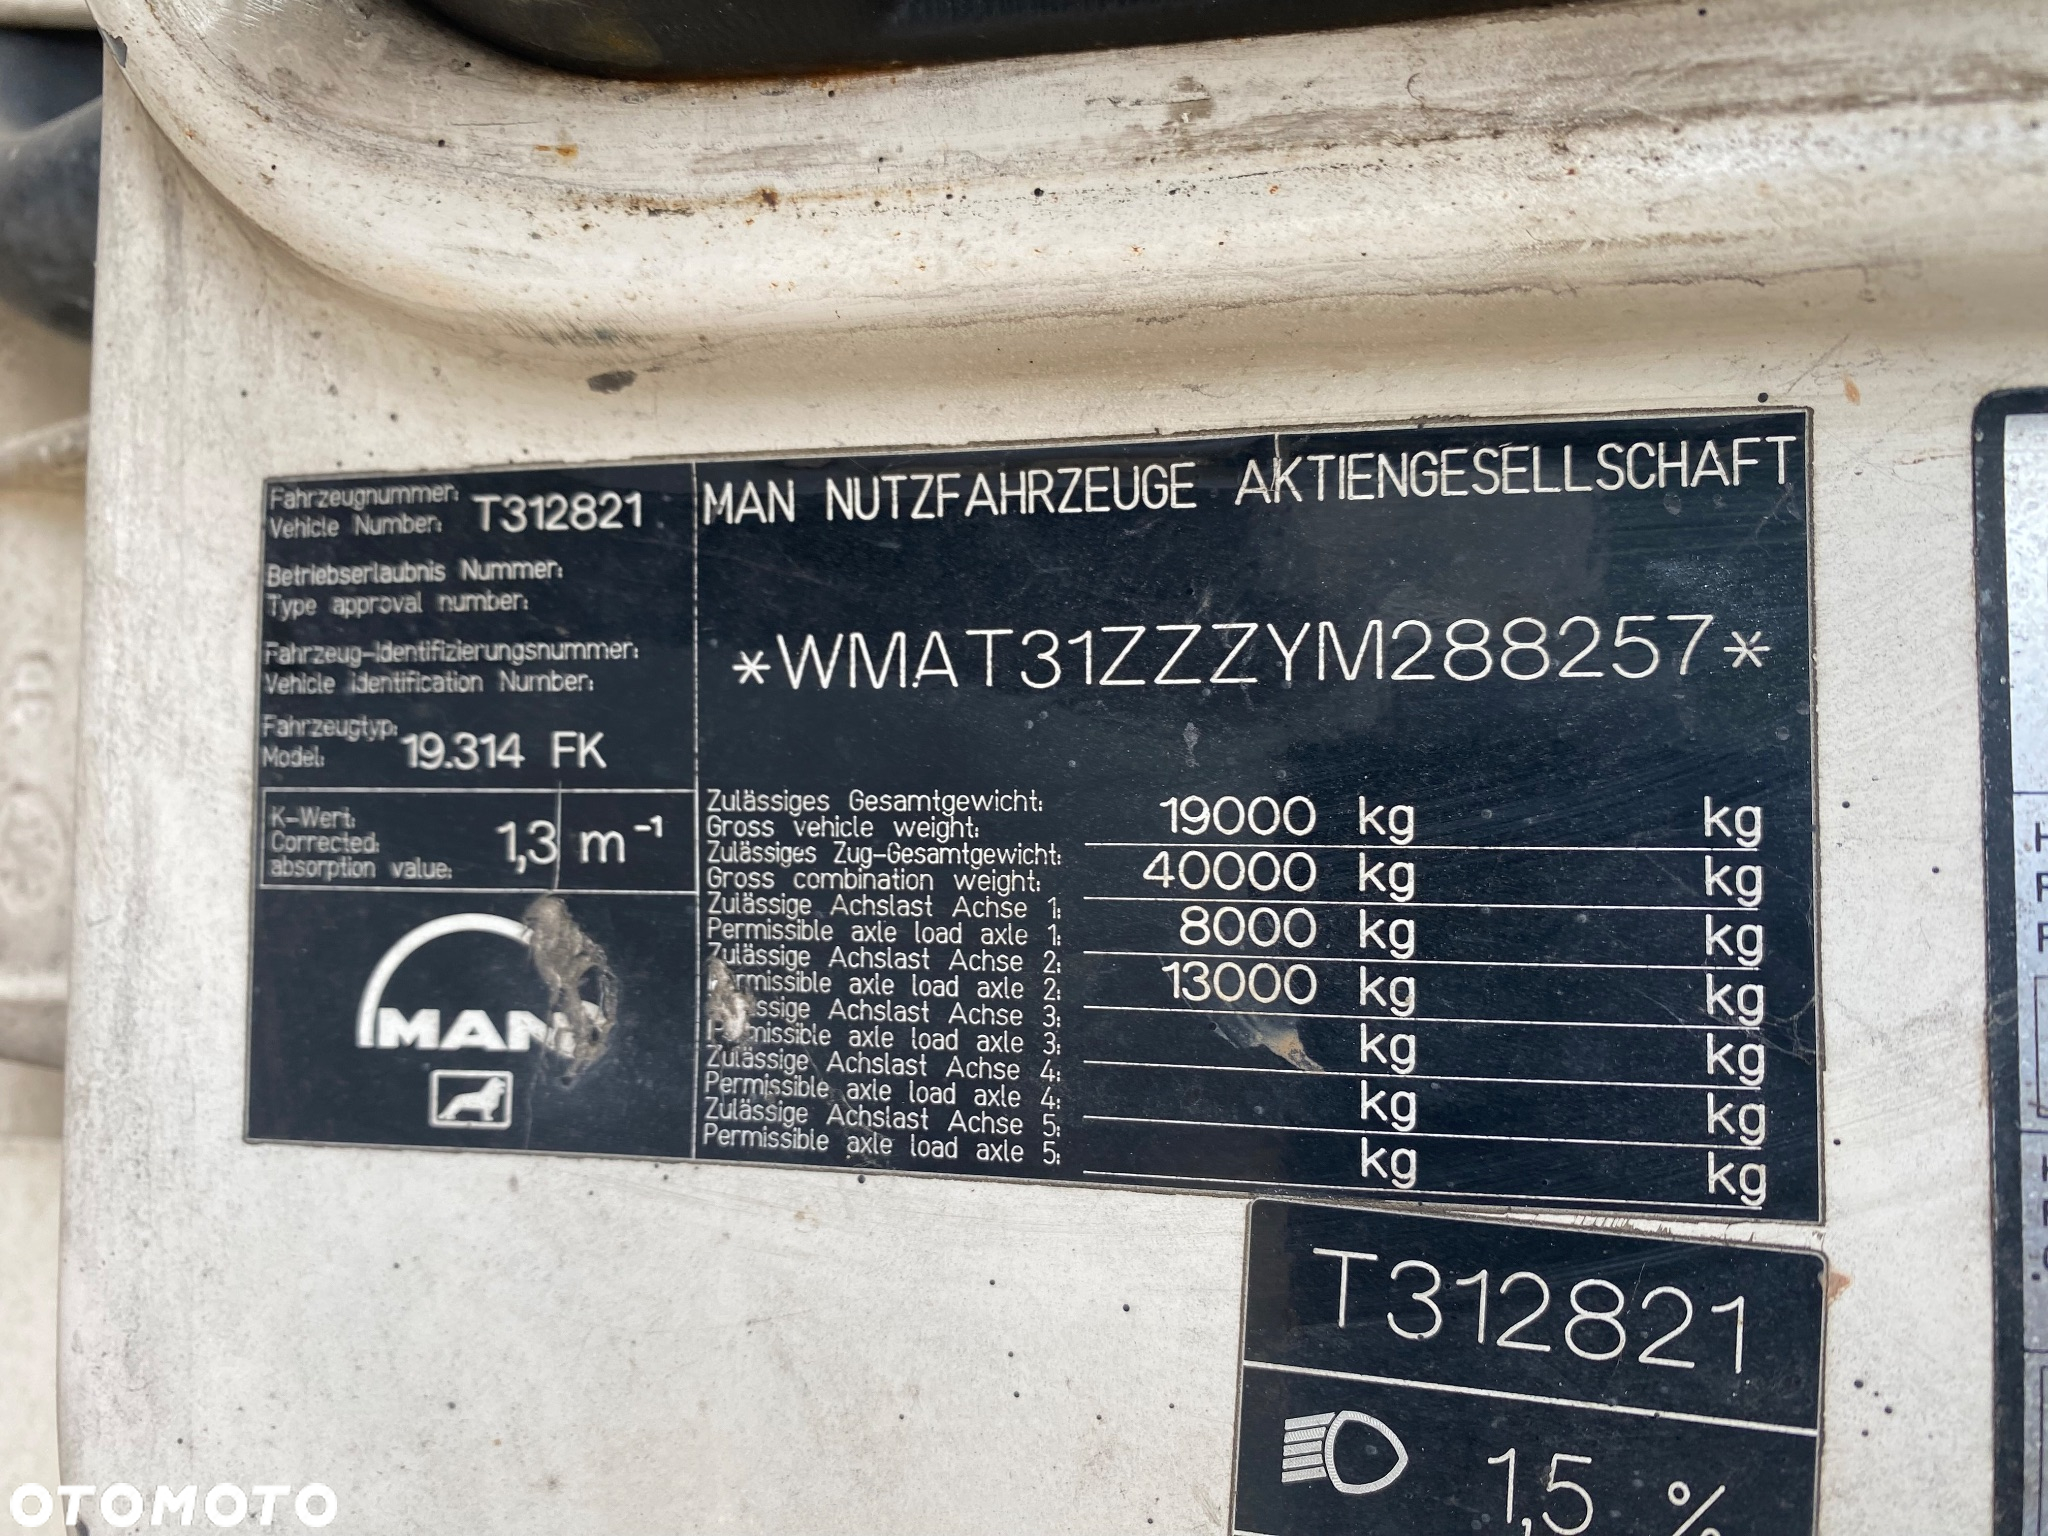 Fahrzeugnummer:
Vehicle Number: T312821
Betriebserlaubnis Nummer:
Type approval number:
Fahrzeug-Identifizierungsnummer:
Vehicle Identification Number:
Fahrzeugtyp:
Model: 19.314 FK
K-Wert:
Corrected:
absorption value: 1,3 m⁻¹
MAN
MAN NUTZFAHRZEUGE AKTIENGESELLSCHAFT
*WMAT31ZZZYM288257*
Zulässiges Gesamtgewicht:
Gross vehicle weight: 19000 kg kg
Zulässiges Zug-Gesamtgewicht:
Gross combination weight: 40000 kg kg
Zulässige Achslast Achse 1:
Permissible axle load axle 1: 8000 kg kg
Zulässige Achslast Achse 2:
Permissible axle load axle 2: 13000 kg kg
Zulässige Achslast Achse 3:
Permissible axle load axle 3: kg kg
Zulässige Achslast Achse 4:
Permissible axle load axle 4: kg kg
Zulässige Achslast Achse 5:
Permissible axle load axle 5: kg kg
T312821
1,5 %
OTOMOTO